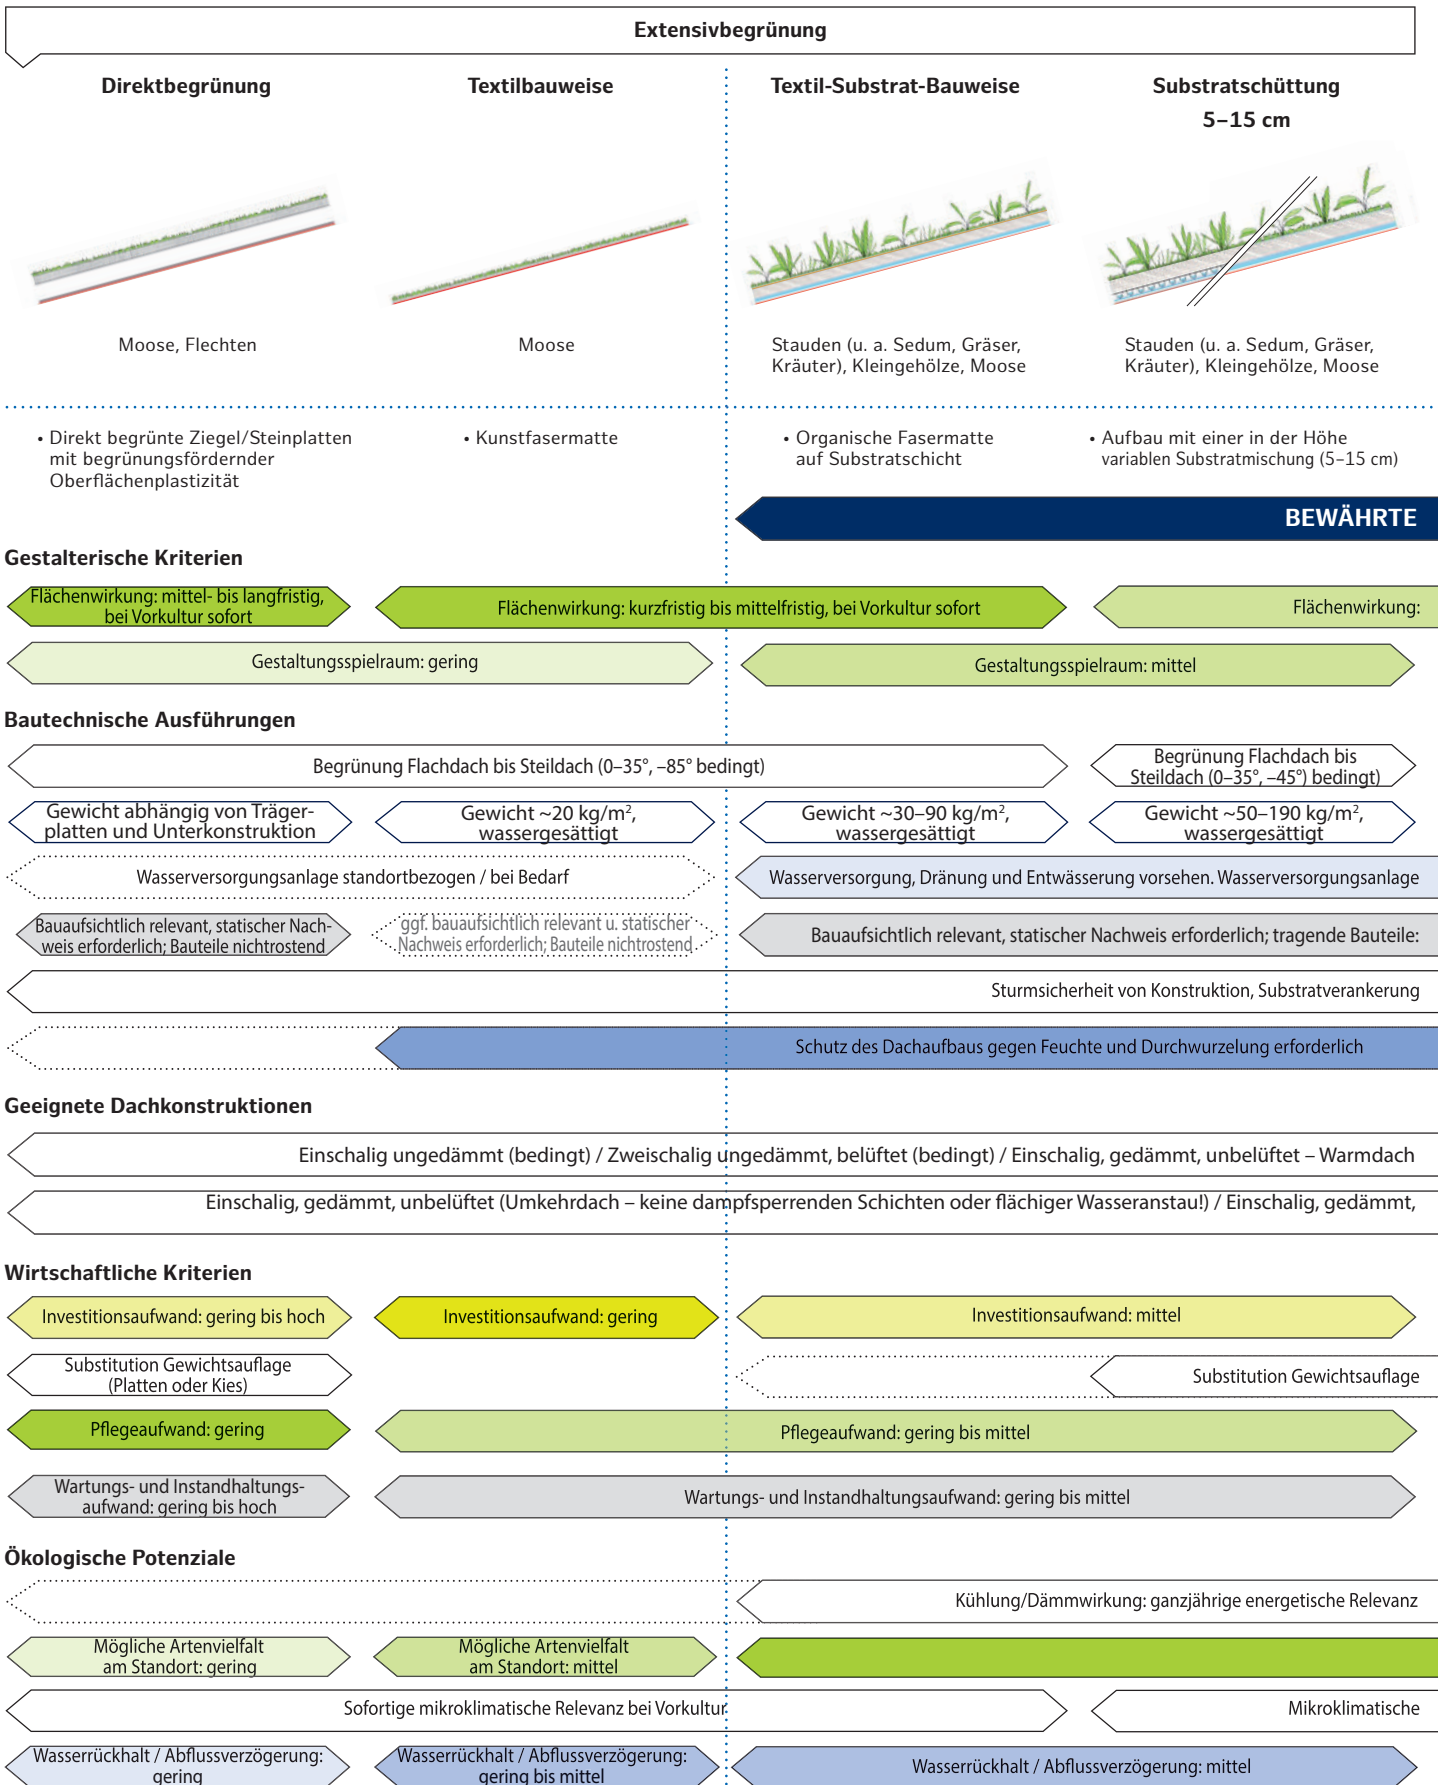 Extensivbegrünung
Direktbegrünung
Textilbauweise
Textil-Substrat-Bauweise
Substratschüttung
5–15 cm
Moose, Flechten
Moose
Stauden (u. a. Sedum, Gräser,
Kräuter), Kleingehölze, Moose
Stauden (u. a. Sedum, Gräser,
Kräuter), Kleingehölze, Moose
• Direkt begrünte Ziegel/Steinplatten
mit begrünungsfördernder
Oberflächenplastizität
• Kunstfasermatte
• Organische Fasermatte
auf Substratschicht
• Aufbau mit einer in der Höhe
variablen Substratmischung (5–15 cm)
BEWÄHRTE
Gestalterische Kriterien
Flächenwirkung: mittel- bis langfristig,
bei Vorkultur sofort
Flächenwirkung: kurzfristig bis mittelfristig, bei Vorkultur sofort
Flächenwirkung:
Gestaltungsspielraum: gering
Gestaltungsspielraum: mittel
Bautechnische Ausführungen
Begrünung Flachdach bis Steildach (0–35°, –85° bedingt)
Begrünung Flachdach bis
Steildach (0–35°, –45°) bedingt)
Gewicht abhängig von Träger-
platten und Unterkonstruktion
Gewicht ~20 kg/m²,
wassergesättigt
Gewicht ~30–90 kg/m²,
wassergesättigt
Gewicht ~50–190 kg/m²,
wassergesättigt
Wasserversorgungsanlage standortbezogen / bei Bedarf
Wasserversorgung, Dränung und Entwässerung vorsehen. Wasserversorgungsanlage
Bauaufsichtlich relevant, statischer Nach-
weis erforderlich; Bauteile nichtrostend
ggf. bauaufsichtlich relevant u. statischer
Nachweis erforderlich; Bauteile nichtrostend
Bauaufsichtlich relevant, statischer Nachweis erforderlich; tragende Bauteile:
Sturmsicherheit von Konstruktion, Substratverankerung
Schutz des Dachaufbaus gegen Feuchte und Durchwurzelung erforderlich
Geeignete Dachkonstruktionen
Einschalig ungedämmt (bedingt) / Zweischalig ungedämmt, belüftet (bedingt) / Einschalig, gedämmt, unbelüftet – Warmdach
Einschalig, gedämmt, unbelüftet (Umkehrdach – keine dampfsperrenden Schichten oder flächiger Wasseranstau!) / Einschalig, gedämmt,
Wirtschaftliche Kriterien
Investitionsaufwand: gering bis hoch
Investitionsaufwand: gering
Investitionsaufwand: mittel
Substitution Gewichtsauflage
(Platten oder Kies)
Substitution Gewichtsauflage
Pflegeaufwand: gering
Pflegeaufwand: gering bis mittel
Wartungs- und Instandhaltungs-
aufwand: gering bis hoch
Wartungs- und Instandhaltungsaufwand: gering bis mittel
Ökologische Potenziale
Kühlung/Dämmwirkung: ganzjährige energetische Relevanz
Mögliche Artenvielfalt
am Standort: gering
Mögliche Artenvielfalt
am Standort: mittel
Sofortige mikroklimatische Relevanz bei Vorkultur
Mikroklimatische
Wasserrückhalt / Abflussverzögerung:
gering
Wasserrückhalt / Abflussverzögerung:
gering bis mittel
Wasserrückhalt / Abflussverzögerung: mittel